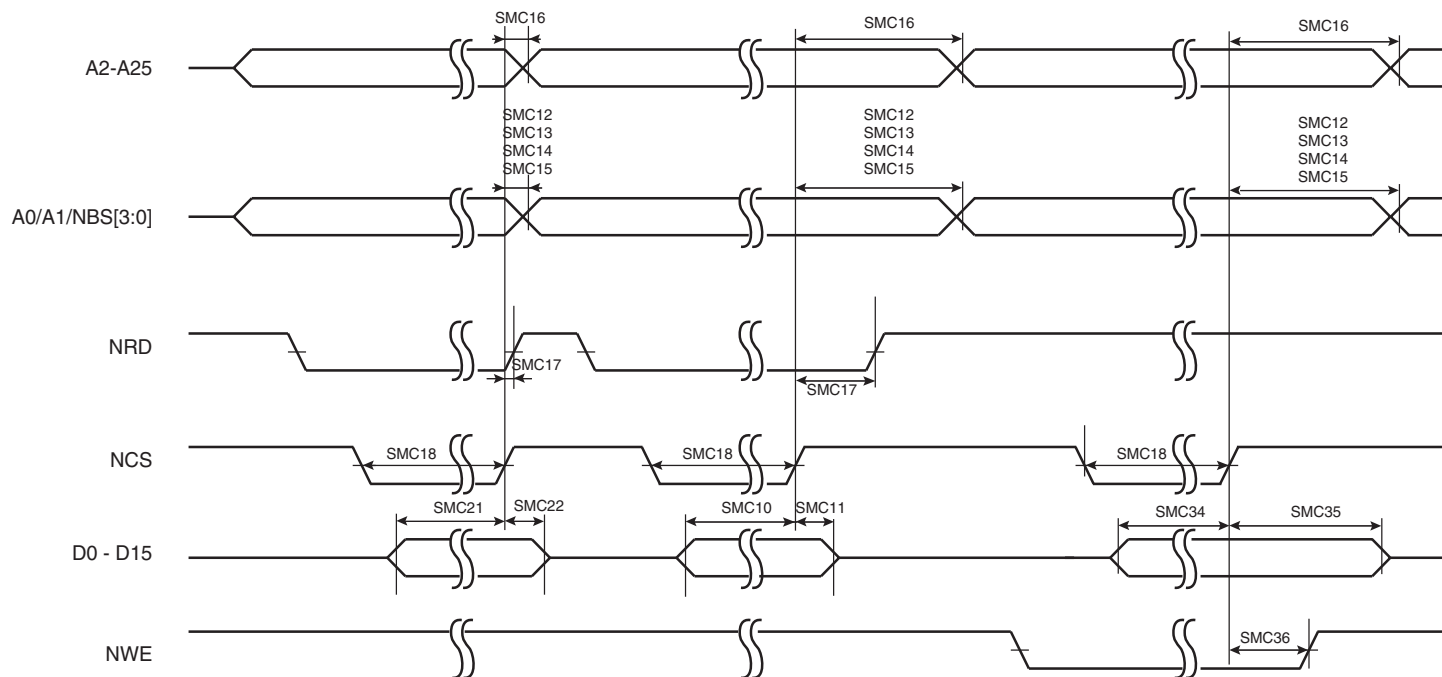 SMC16
SMC16
SMC16
A2-A25
SMC12
SMC13
SMC14
SMC15
SMC12
SMC13
SMC14
SMC15
SMC12
SMC13
SMC14
SMC15
A0/A1/NBS[3:0]
NRD
SMC17
SMC17
NCS
SMC18
SMC18
SMC18
SMC21
SMC22
SMC10
SMC11
SMC34
SMC35
D0 - D15
NWE
SMC36